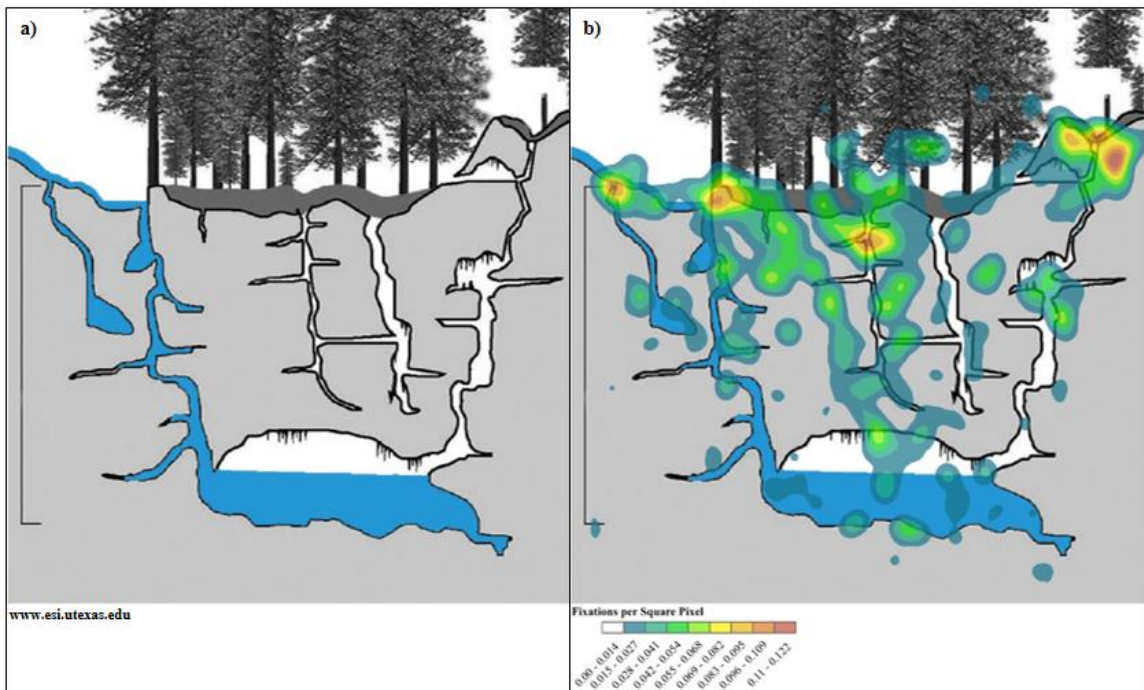 a)
b)
www.esi.utexas.edu
Fixations per Square Pixel
0.00 - 0.014
0.015 - 0.027
0.028 - 0.041
0.042 - 0.054
0.055 - 0.068
0.069 - 0.082
0.083 - 0.095
0.096 - 0.109
0.11 - 0.122